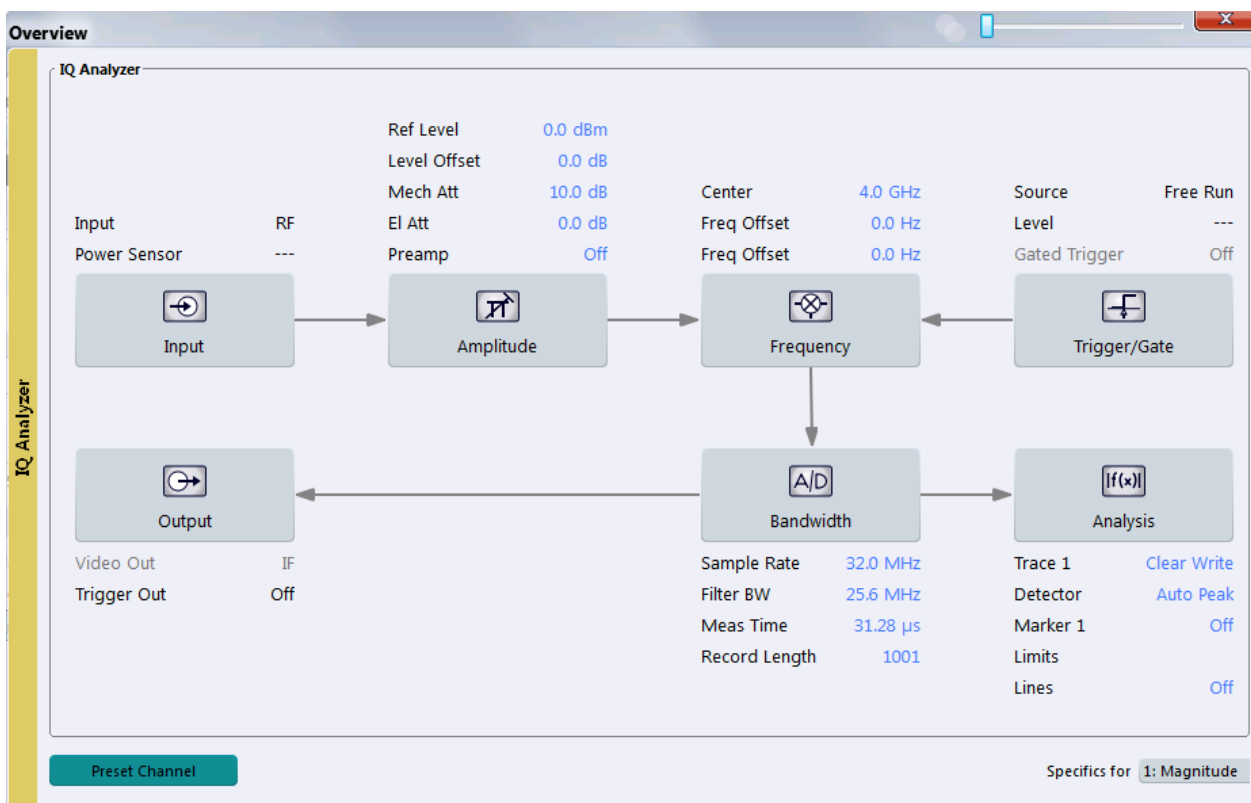 Overview
IQ Analyzer
IQ Analyzer
Ref Level 0.0 dBm
Level Offset 0.0 dB
Mech Att 10.0 dB Center 4.0 GHz Source Free Run
Input RF El Att 0.0 dB Freq Offset 0.0 Hz Level ---
Power Sensor --- Preamp Off Freq Offset 0.0 Hz Gated Trigger Off
Input Amplitude Frequency Trigger/Gate
A/D |f(x)|
Output Bandwidth Analysis
Video Out IF Sample Rate 32.0 MHz Trace 1 Clear Write
Trigger Out Off Filter BW 25.6 MHz Detector Auto Peak
Meas Time 31.28 µs Marker 1 Off
Record Length 1001 Limits
Lines Off
Preset Channel Specifics for 1: Magnitude